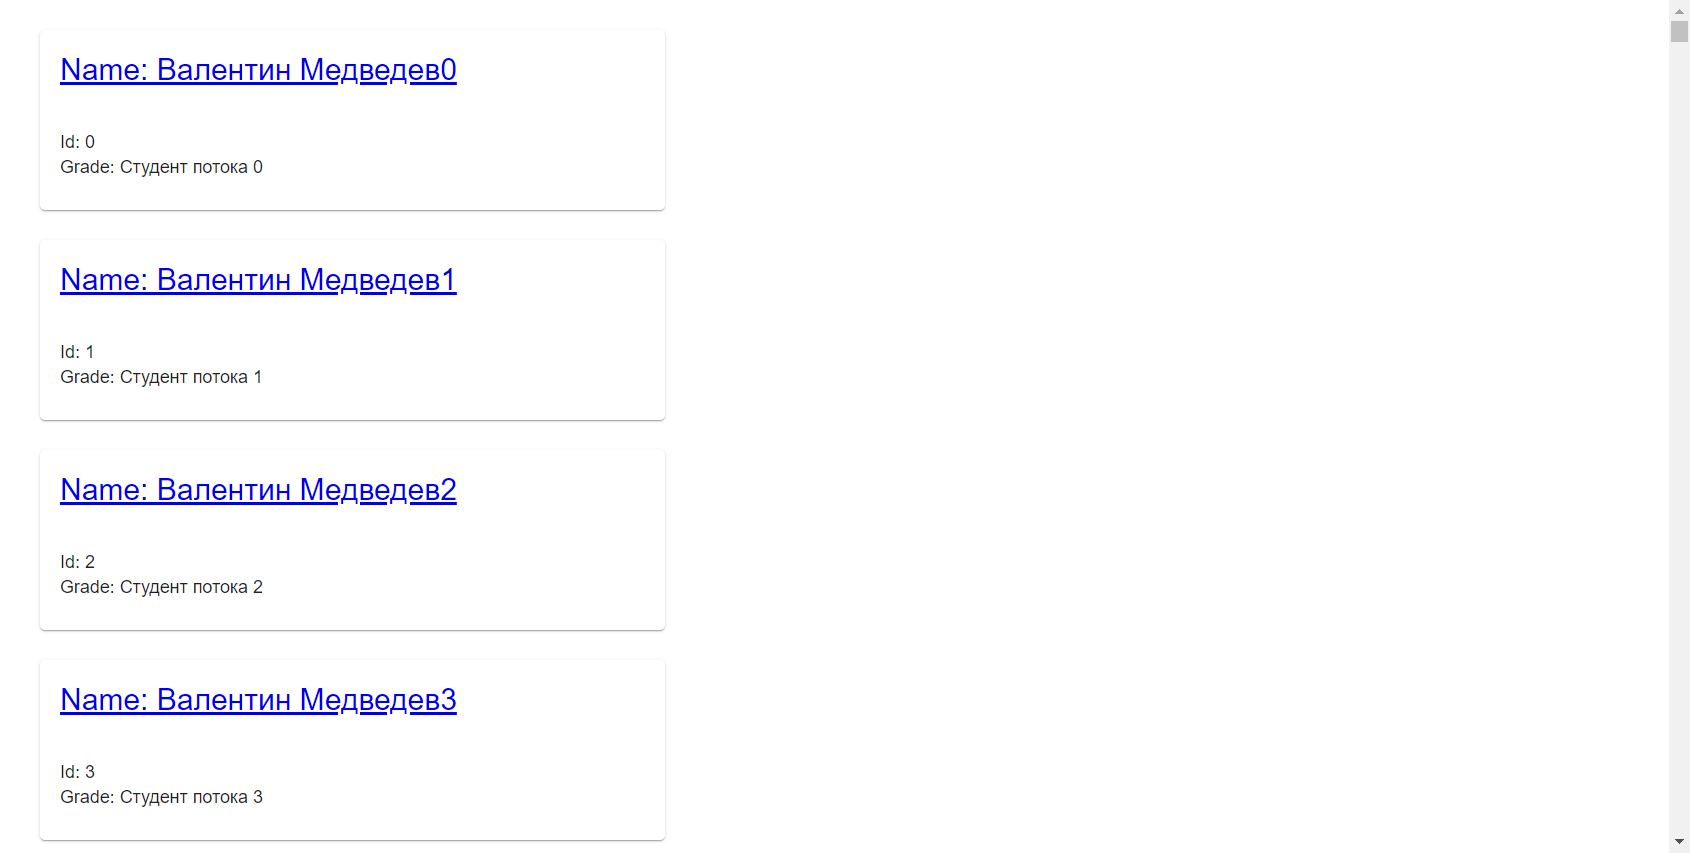 Name: Валентин Медведев0
Id: 0
Grade: Студент потока 0
Name: Валентин Медведев1
Id: 1
Grade: Студент потока 1
Name: Валентин Медведев2
Id: 2
Grade: Студент потока 2
Name: Валентин Медведев3
Id: 3
Grade: Студент потока 3